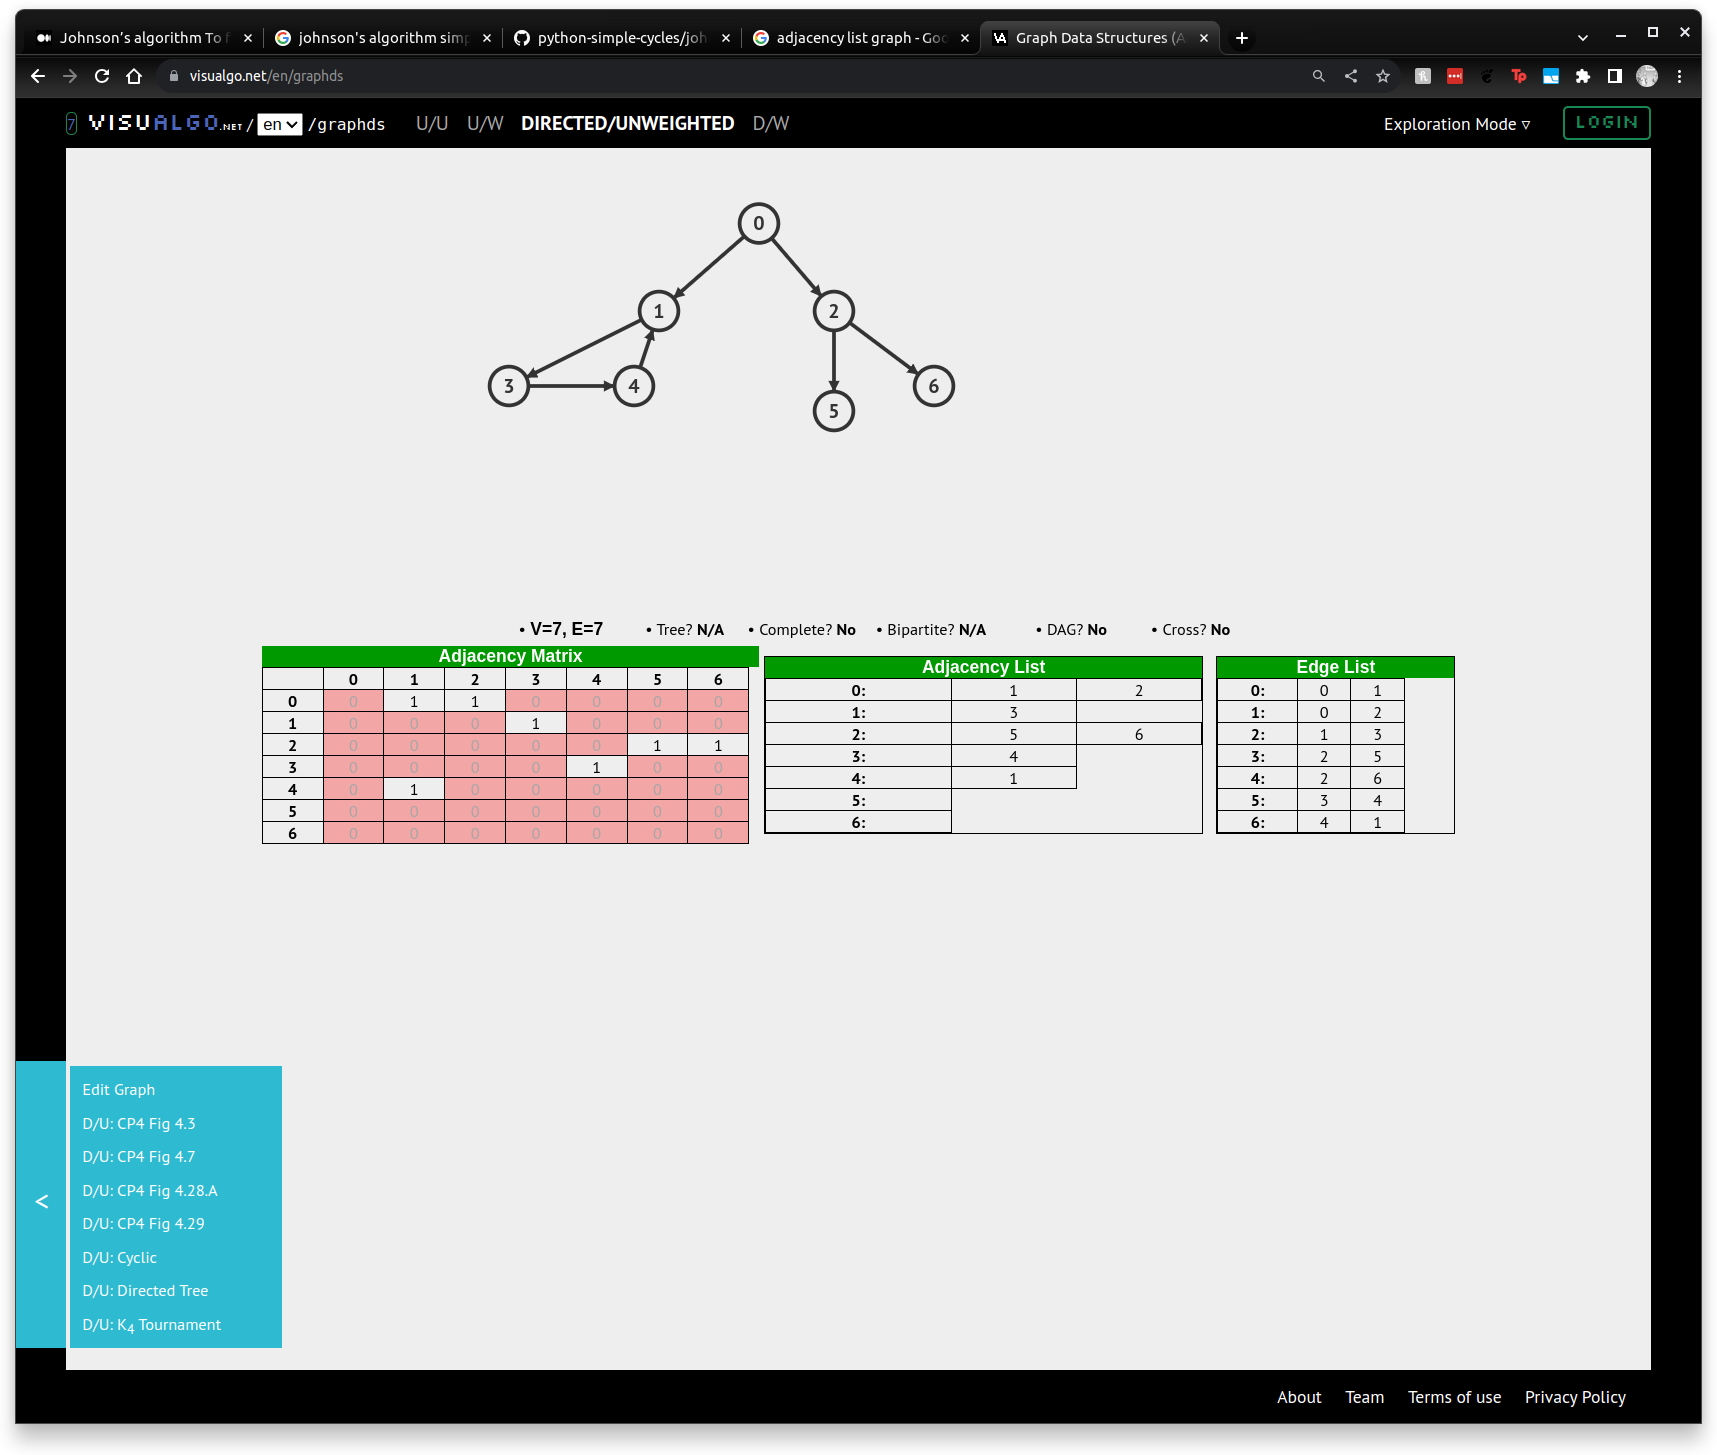 Johnson's algorithm To f
johnson's algorithm simp
python-simple-cycles/joh
adjacency list graph - Goo
Graph Data Structures (A
visualgo.net/en/graphds
7 VISUALGO.NET / en /graphds U/U U/W DIRECTED/UNWEIGHTED D/W Exploration Mode ▿ LOGIN
0
1 2
3 4 6
5
• V=7, E=7 • Tree? N/A • Complete? No • Bipartite? N/A • DAG? No • Cross? No
Adjacency Matrix
0 1 2 3 4 5 6
0 0 1 1 0 0 0 0
1 0 0 0 1 0 0 0
2 0 0 0 0 0 1 1
3 0 0 0 0 1 0 0
4 0 1 0 0 0 0 0
5 0 0 0 0 0 0 0
6 0 0 0 0 0 0 0
Adjacency List
0: 1 2
1: 3
2: 5 6
3: 4
4: 1
5:
6:
Edge List
0: 0 1
1: 0 2
2: 1 3
3: 2 5
4: 2 6
5: 3 4
6: 4 1
<
Edit Graph
D/U: CP4 Fig 4.3
D/U: CP4 Fig 4.7
D/U: CP4 Fig 4.28.A
D/U: CP4 Fig 4.29
D/U: Cyclic
D/U: Directed Tree
D/U: K4 Tournament
About Team Terms of use Privacy Policy